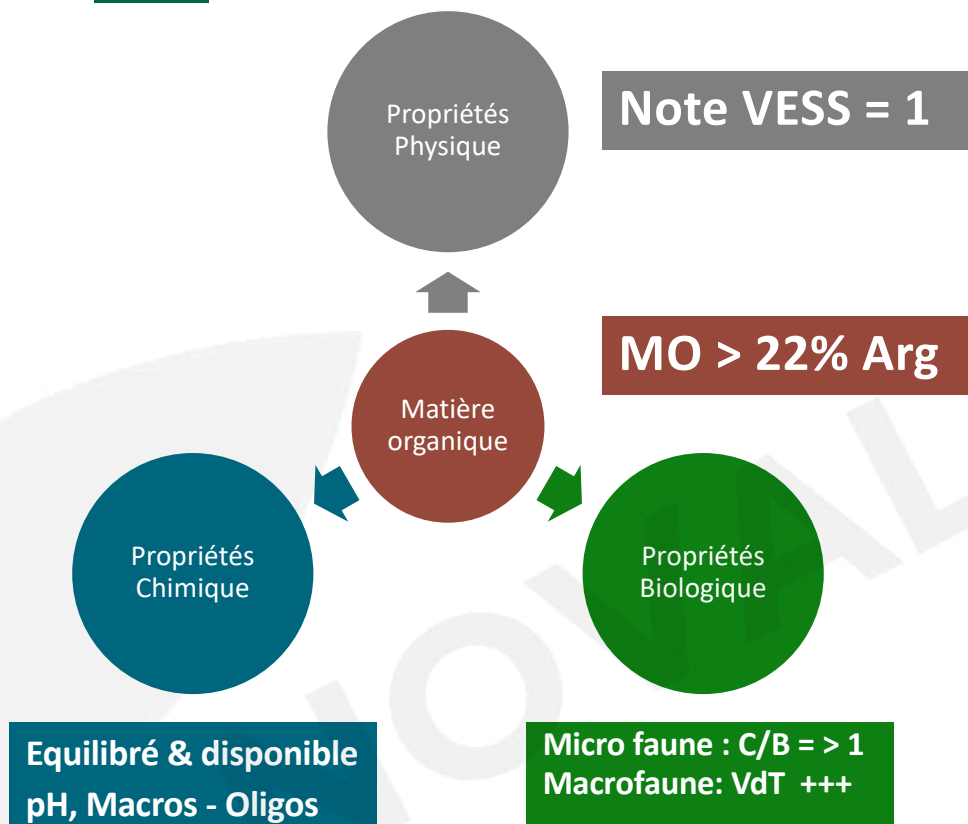 Propriétés
Physique
Note VESS = 1
MO > 22% Arg
Matière
organique
Propriétés
Chimique
Propriétés
Biologique
Equilibré & disponible
pH, Macros - Oligos
Micro faune : C/B = > 1
Macrofaune: VdT +++
NOVAL